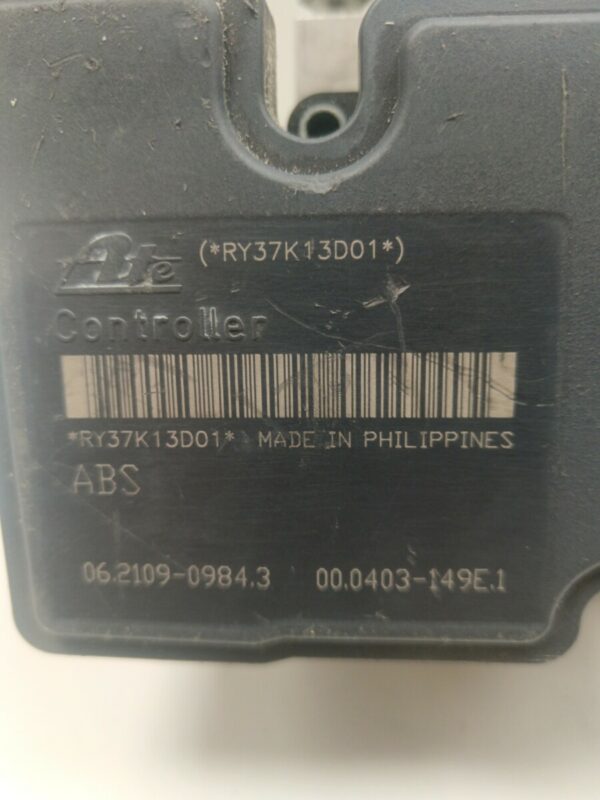 Ate (*RY37K13D01*)
Controller
*RY37K13D01* MADE IN PHILIPPINES
ABS
06.2109-0984.3 00.0403-149E.1